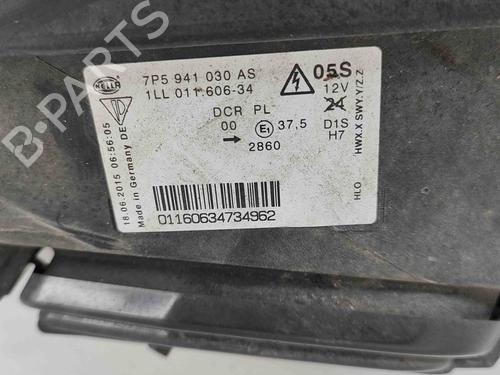 HELLA
7P5 941 030 AS
1LL 011 606-34
DCR PL
00 E1 37,5
→
2860
05S
12V
24
D1S
H7
HLO HWX.X SWY.Y/Z.Z
18.06.2015 06:56:05
Made in Germany DE
01160634734962
B-PARTS